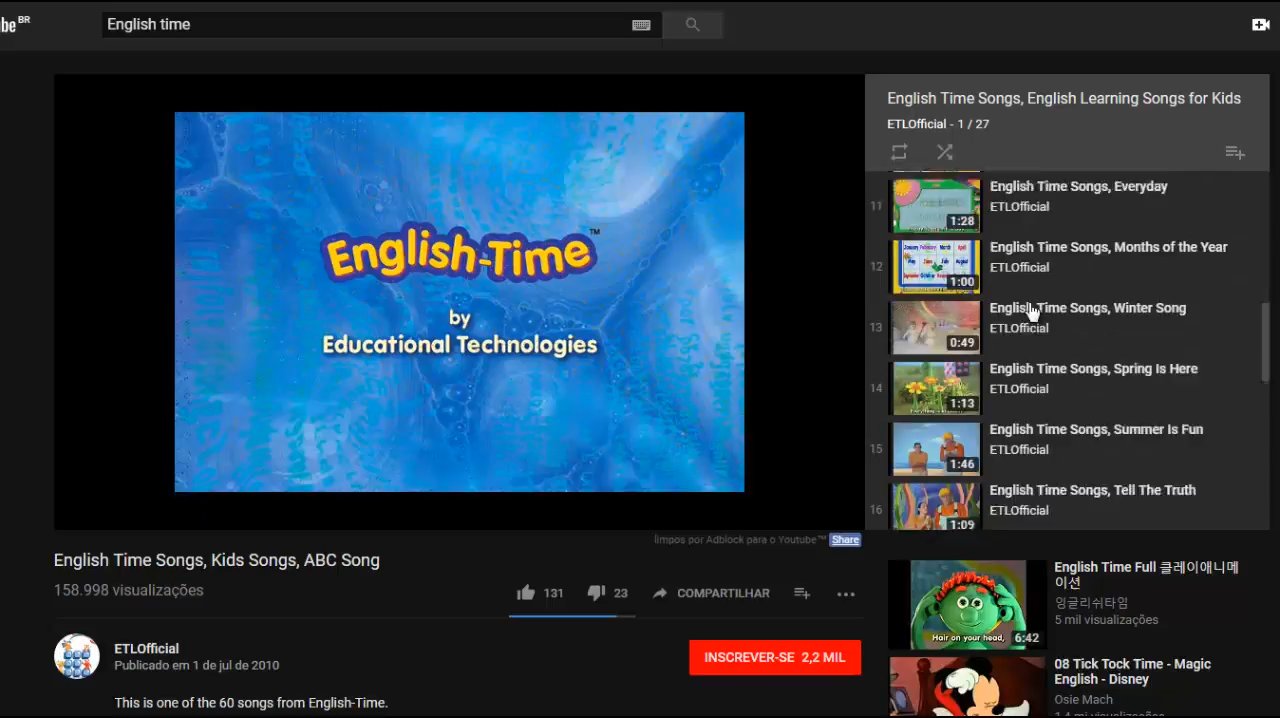 be BR
English time
English-Time™
by
Educational Technologies
English Time Songs, English Learning Songs for Kids
ETLOfficial - 1 / 27
11
1:28
English Time Songs, Everyday
ETLOfficial
12
January February March April
1:00
English Time Songs, Months of the Year
ETLOfficial
13
0:49
English Time Songs, Winter Song
ETLOfficial
14
1:13
English Time Songs, Spring Is Here
ETLOfficial
15
1:46
English Time Songs, Summer Is Fun
ETLOfficial
16
1:09
English Time Songs, Tell The Truth
ETLOfficial
limpos por Adblock para o Youtube™ Share
English Time Songs, Kids Songs, ABC Song
158.998 visualizações
131 23 COMPARTILHAR
ETLOfficial
Publicado em 1 de jul de 2010
INSCREVER-SE 2,2 MIL
This is one of the 60 songs from English-Time.
Hair on your head,
6:42
English Time Full 클레이애니메
이션
잉글리쉬타임
5 mil visualizações
08 Tick Tock Time - Magic
English - Disney
Osie Mach
1,4 mi visualizações